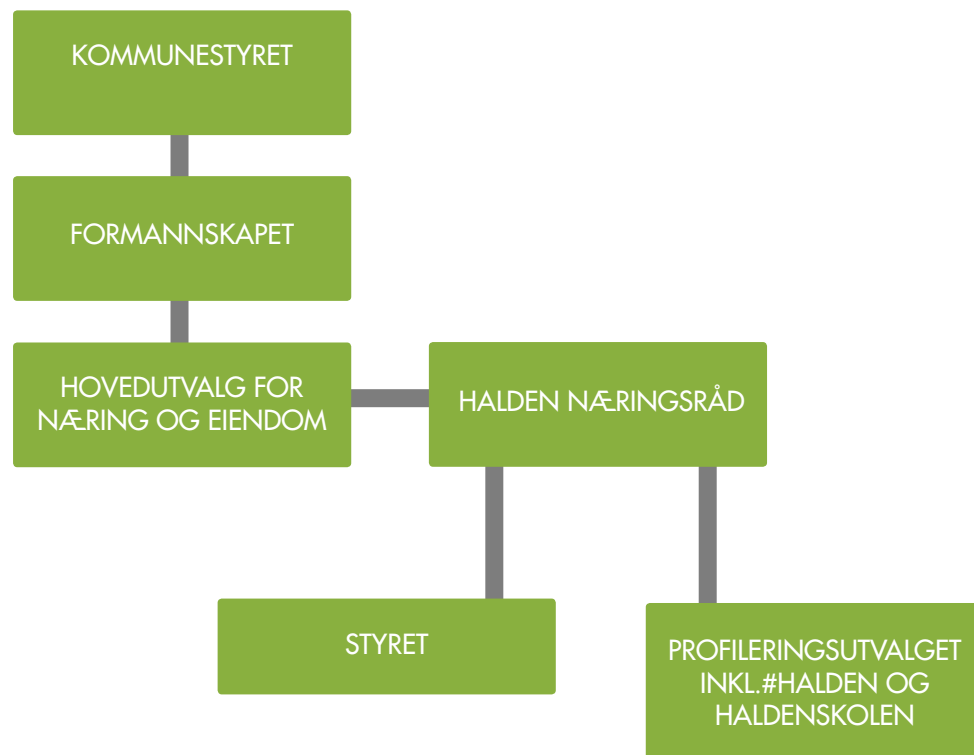 KOMMUNESTYRET
FORMANNSKAPET
HOVEDUTVALG FOR
NÆRING OG EIENDOM
HALDEN NÆRINGSRÅD
STYRET
PROFILERINGSUTVALGET
INKL.#HALDEN OG
HALDENSKOLEN